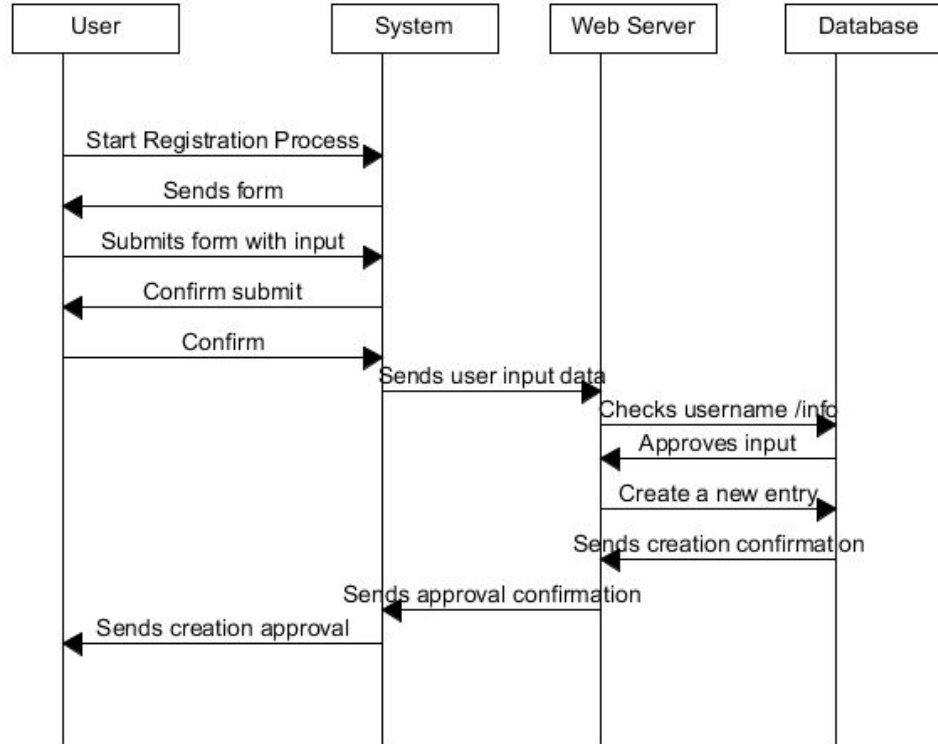 User
System
Web Server
Database
Start Registration Process
Sends form
Submits form with input
Confirm submit
Confirm
Sends user input data
Checks username /info
Approves input
Create a new entry
Sends creation confirmation
Sends approval confirmation
Sends creation approval